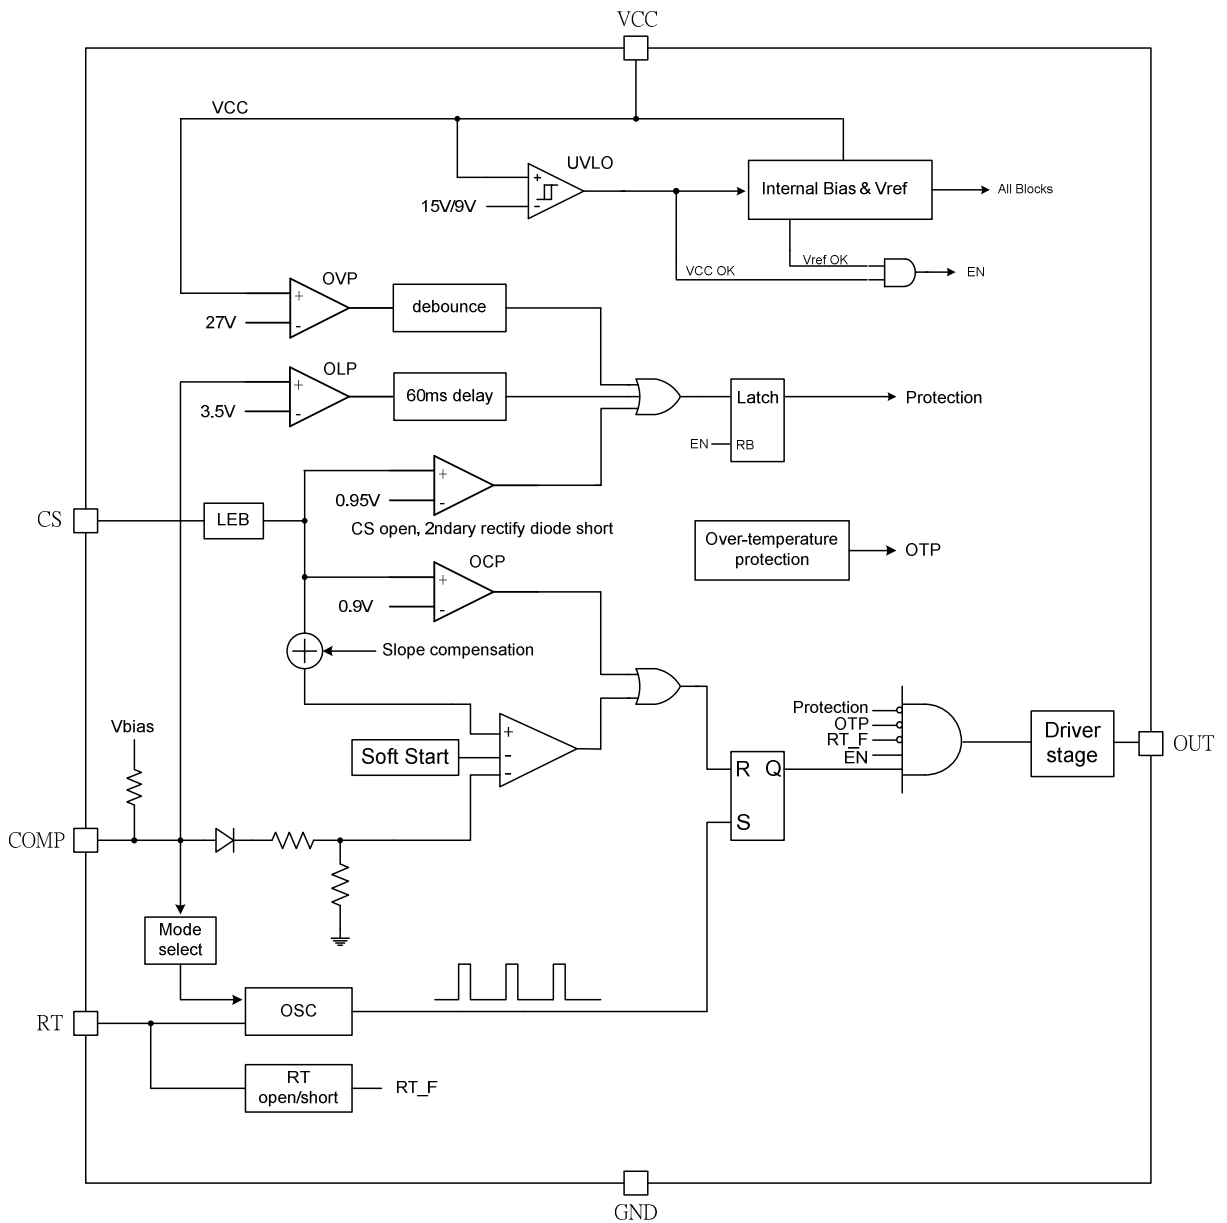 VCC
VCC
UVLO
+
-
15V/9V
Internal Bias & Vref
All Blocks
Vref OK
VCC OK
EN
OVP
+
-
27V
debounce
OLP
+
-
3.5V
60ms delay
Latch
EN
RB
Protection
+
-
0.95V
CS open, 2ndary rectify diode short
CS
LEB
Over-temperature
protection
OTP
OCP
+
-
0.9V
Slope compensation
Vbias
+
-
-
Soft Start
Protection
OTP
RT_F
EN
Driver
stage
OUT
R Q
S
COMP
Mode
select
RT
OSC
RT
open/short
RT_F
GND